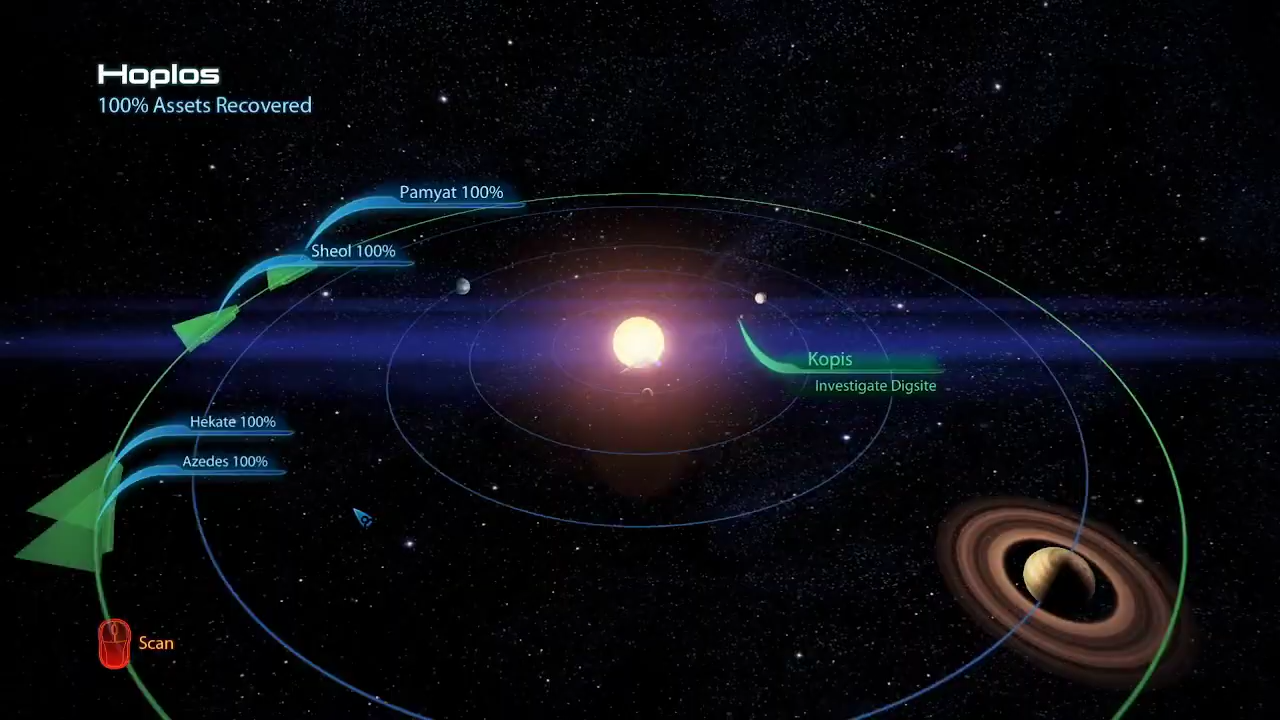 Hoplos
100% Assets Recovered
Pamyat 100%
Sheol 100%
Kopis
Investigate Digsite
Hekate 100%
Azedes 100%
Scan